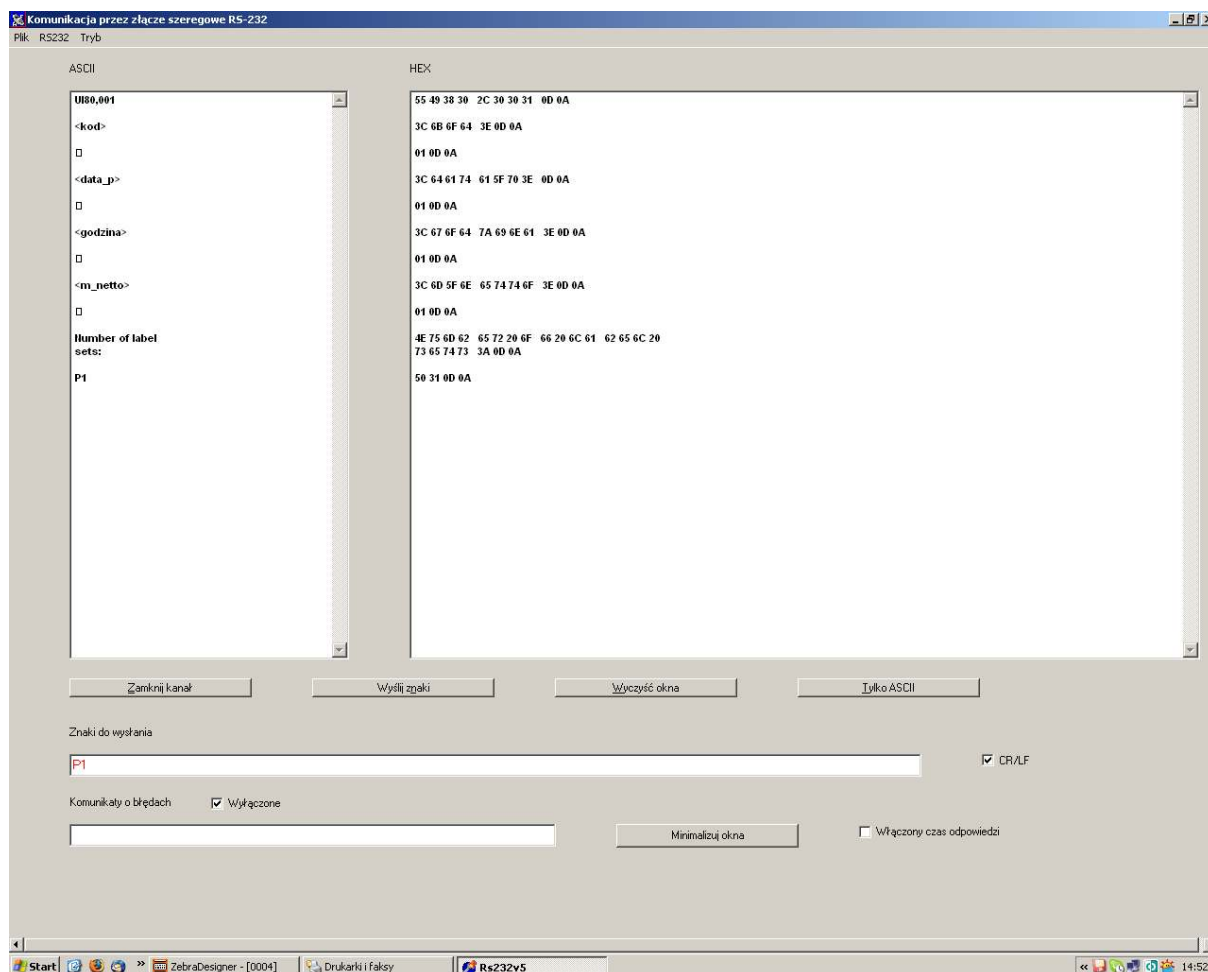 Komunikacja przez złącze szeregowe RS-232
Plik RS232 Tryb
ASCII HEX
UI80,001 55 49 38 30 2C 30 30 31 0D 0A
<kod> 3C 6B 6F 64 3E 0D 0A
01 0D 0A
<data_p> 3C 64 61 74 61 5F 70 3E 0D 0A
01 0D 0A
<godzina> 3C 67 6F 64 7A 69 6E 61 3E 0D 0A
01 0D 0A
<m_netto> 3C 6D 5F 6E 65 74 74 6F 3E 0D 0A
01 0D 0A
Number of label 4E 75 6D 62 65 72 20 6F 66 20 6C 61 62 65 6C 20
sets: 73 65 74 73 3A 0D 0A
P1 50 31 0D 0A
Zamknij kanał Wyślij znaki Wyczyść okna Tylko ASCII
Znaki do wysłania
P1 CR/LF
Komunikaty o błędach Wyłączone
Minimalizuj okna Włączony czas odpowiedzi
Start » ZebraDesigner - [0004] Drukarki i faksy Rs232v5 « 14:52